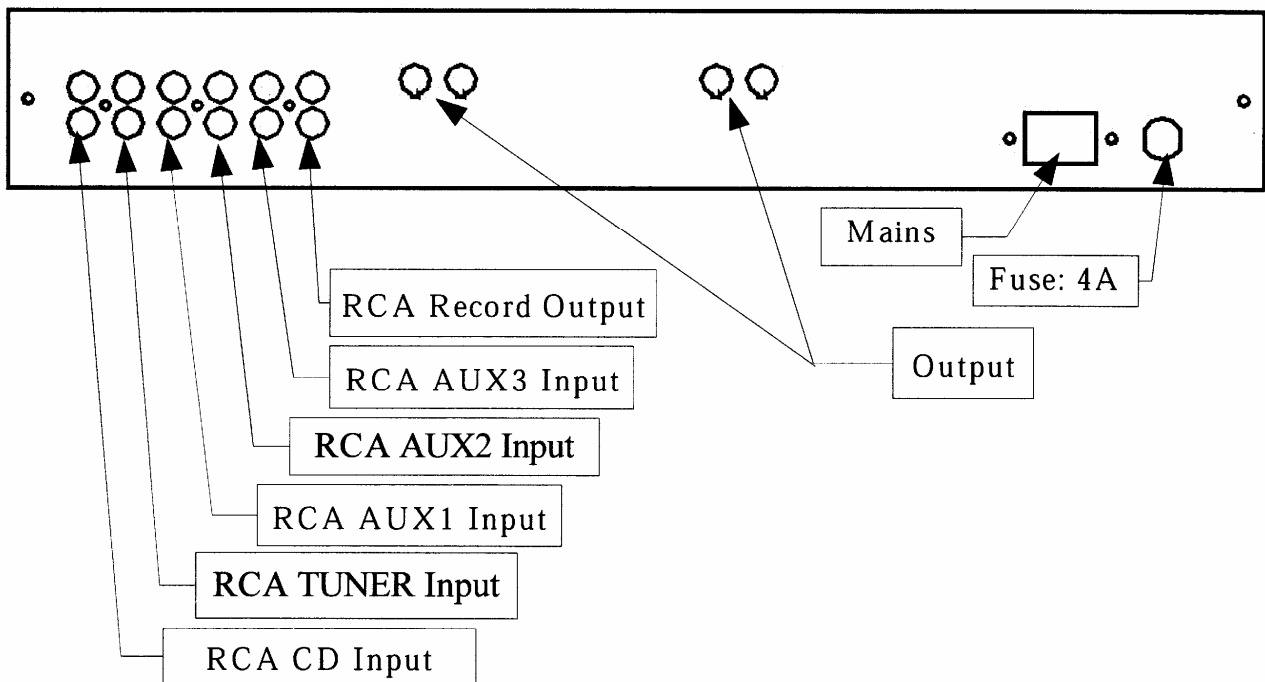 Mains
Fuse: 4A
RCA Record Output
Output
RCA AUX3 Input
RCA AUX2 Input
RCA AUX1 Input
RCA TUNER Input
RCA CD Input